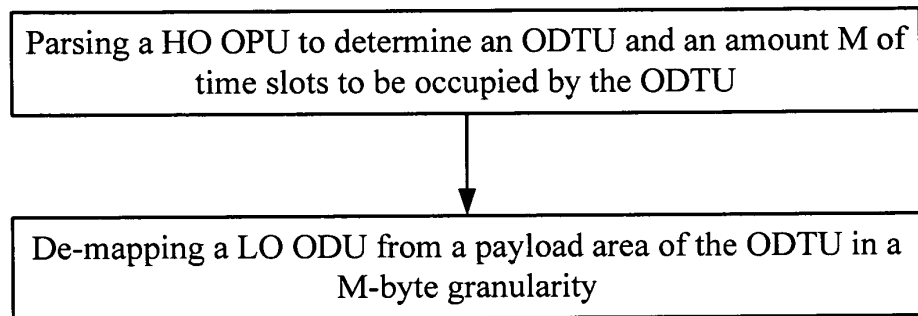 Parsing a HO OPU to determine an ODTU and an amount M of
time slots to be occupied by the ODTU
De-mapping a LO ODU from a payload area of the ODTU in a
M-byte granularity